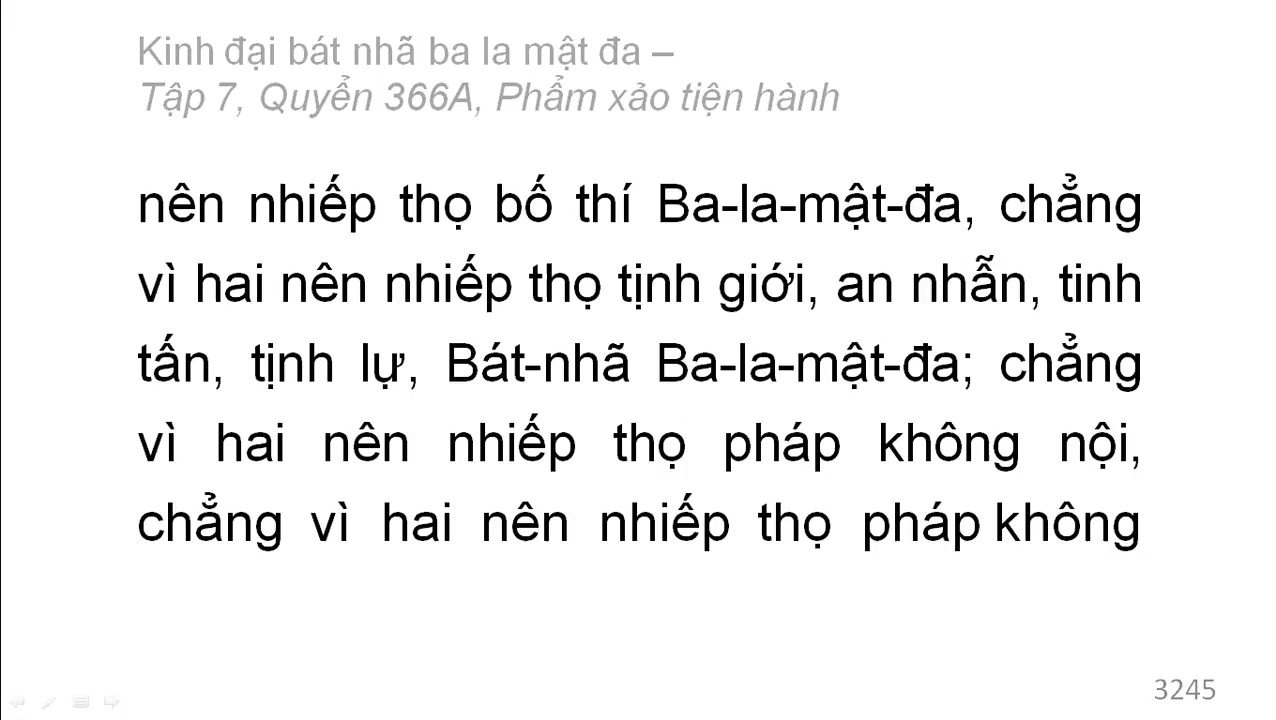 Kinh đại bát nhã ba la mật đa –
Tập 7, Quyển 366A, Phẩm xảo tiện hành
nên nhiếp thọ bố thí Ba-la-mật-đa, chẳng
vì hai nên nhiếp thọ tịnh giới, an nhẫn, tinh
tấn, tịnh lự, Bát-nhã Ba-la-mật-đa; chẳng
vì hai nên nhiếp thọ pháp không nội,
chẳng vì hai nên nhiếp thọ pháp không
3245